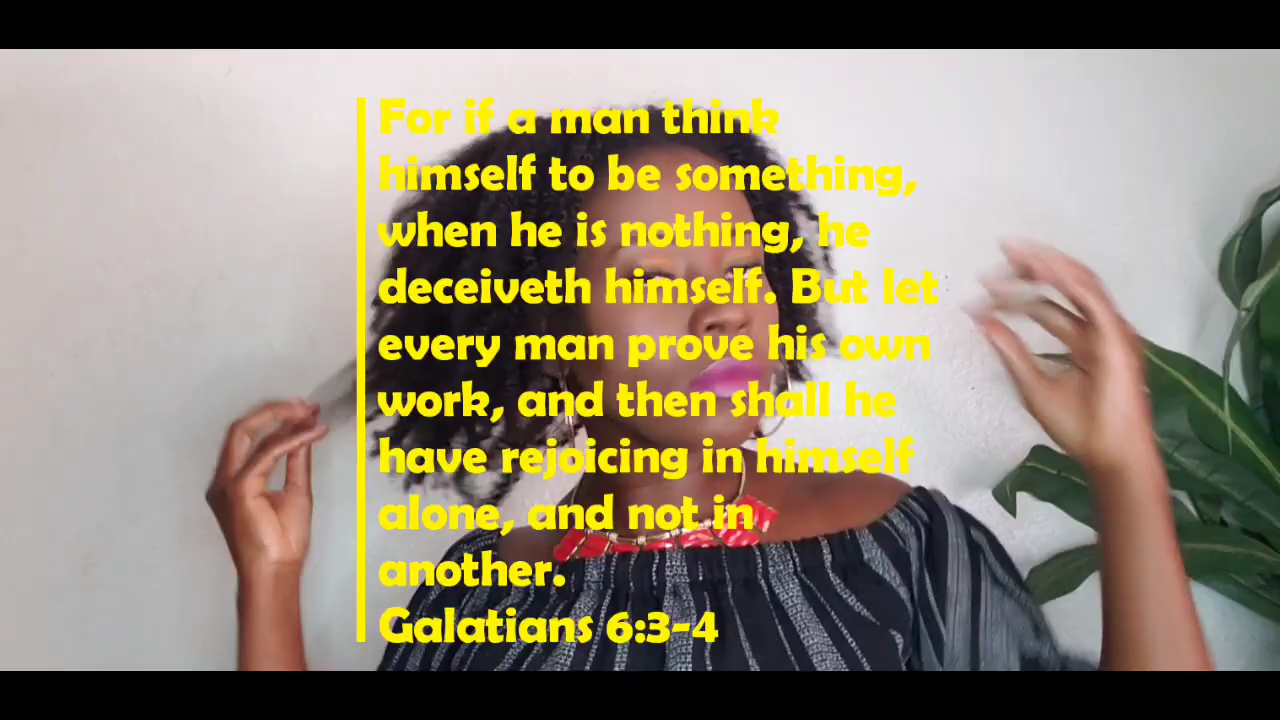 For if a man think
himself to be something,
when he is nothing, he
deceiveth himself. But let
every man prove his own
work, and then shall he
have rejoicing in himself
alone, and not in
another.
Galatians 6:3-4